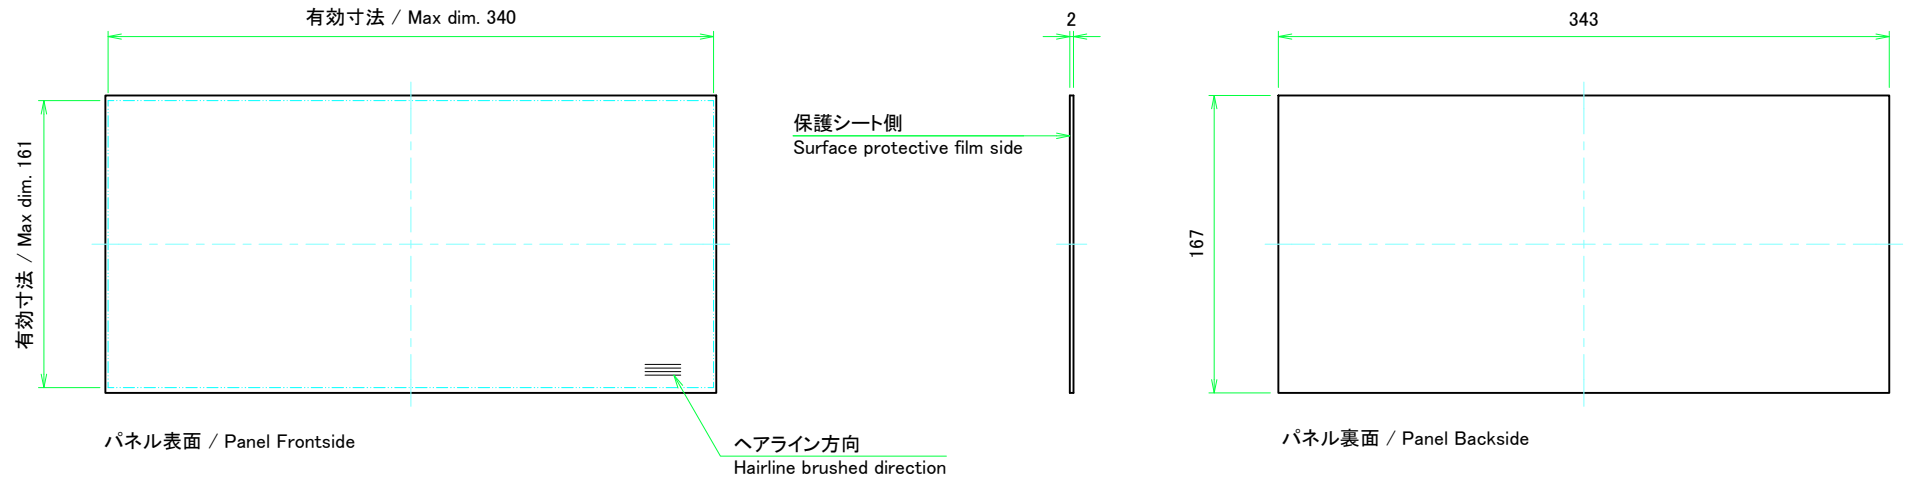 有効寸法 / Max dim. 340
2
343
有効寸法 / Max dim. 161
保護シート側
Surface protective film side
167
パネル表面 / Panel Frontside
ヘアライン方向
Hairline brushed direction
パネル裏面 / Panel Backside